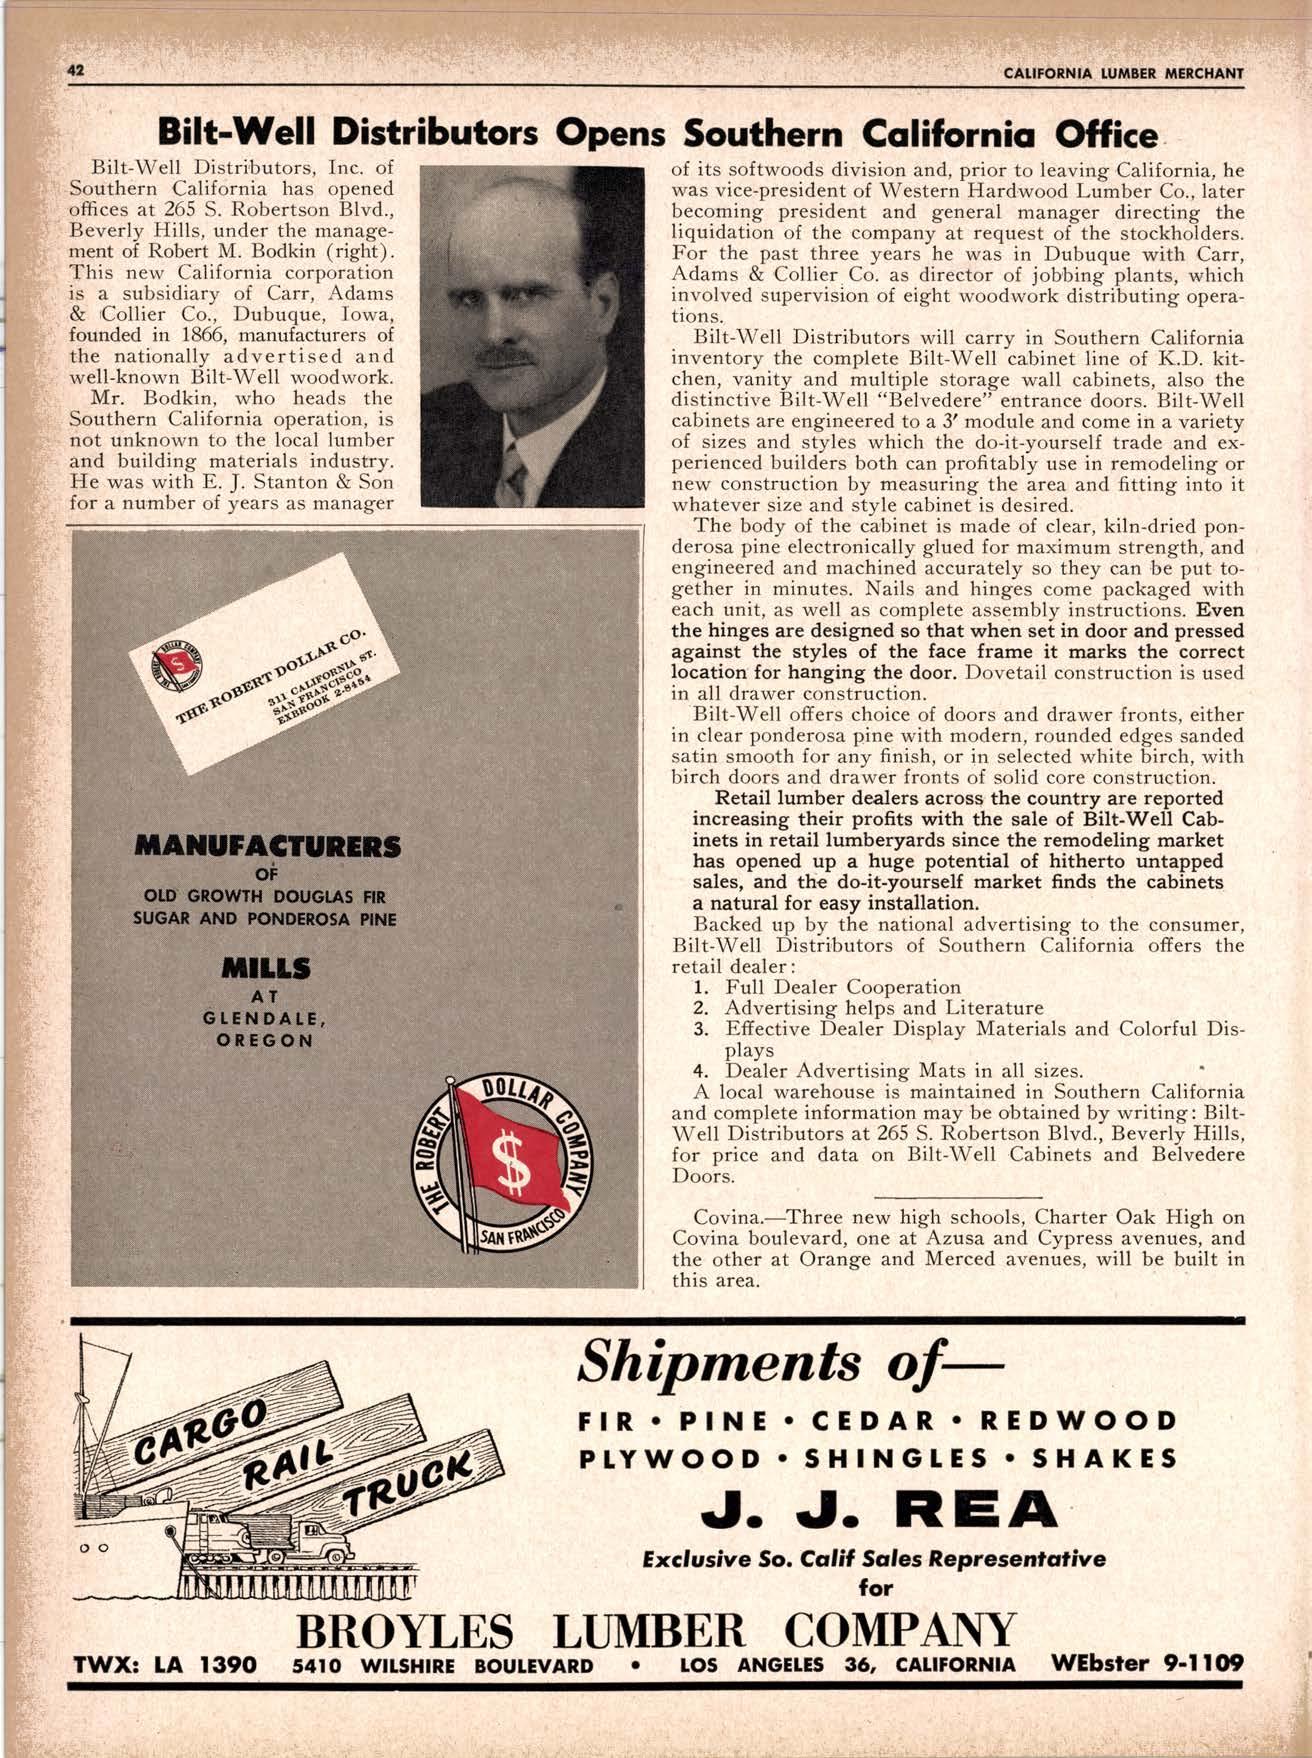 42
CALIFORNIA LUMBER MERCHANT
Bilt-Well Distributors Opens Southern California Office
Bilt-Well Distributors, Inc. of
Southern California has opened
offices at 265 S. Robertson Blvd.,
Beverly Hills, under the manage-
ment of Robert M. Bodkin (right).
This new California corporation
is a subsidiary of Carr, Adams
& Collier Co., Dubuque, Iowa,
founded in 1866, manufacturers of
the nationally advertised and
well-known Bilt-Well woodwork.
Mr. Bodkin, who heads the
Southern California operation, is
not unknown to the local lumber
and building materials industry.
He was with E. J. Stanton & Son
for a number of years as manager
of its softwoods division and, prior to leaving California, he
was vice-president of Western Hardwood Lumber Co., later
becoming president and general manager directing the
liquidation of the company at request of the stockholders.
For the past three years he was in Dubuque with Carr,
Adams & Collier Co. as director of jobbing plants, which
involved supervision of eight woodwork distributing opera-
tions.
Bilt-Well Distributors will carry in Southern California
inventory the complete Bilt-Well cabinet line of K.D. kit-
chen, vanity and multiple storage wall cabinets, also the
distinctive Bilt-Well "Belvedere" entrance doors. Bilt-Well
cabinets are engineered to a 3' module and come in a variety
of sizes and styles which the do-it-yourself trade and ex-
perienced builders both can profitably use in remodeling or
new construction by measuring the area and fitting into it
whatever size and style cabinet is desired.
The body of the cabinet is made of clear, kiln-dried pon-
derosa pine electronically glued for maximum strength, and
engineered and machined accurately so they can be put to-
gether in minutes. Nails and hinges come packaged with
each unit, as well as complete assembly instructions. Even
the hinges are designed so that when set in door and pressed
against the styles of the face frame it marks the correct
location for hanging the door. Dovetail construction is used
in all drawer construction.
Bilt-Well offers choice of doors and drawer fronts, either
in clear ponderosa pine with modern, rounded edges sanded
satin smooth for any finish, or in selected white birch, with
birch doors and drawer fronts of solid core construction.
Retail lumber dealers across the country are reported
increasing their profits with the sale of Bilt-Well Cab-
inets in retail lumberyards since the remodeling market
has opened up a huge potential of hitherto untapped
sales, and the do-it-yourself market finds the cabinets
a natural for easy installation.
Backed up by the national advertising to the consumer,
Bilt-Well Distributors of Southern California offers the
retail dealer:
1. Full Dealer Cooperation
2. Advertising helps and Literature
3. Effective Dealer Display Materials and Colorful Dis-
plays
4. Dealer Advertising Mats in all sizes.
A local warehouse is maintained in Southern California
and complete information may be obtained by writing: Bilt-
Well Distributors at 265 S. Robertson Blvd., Beverly Hills,
for price and data on Bilt-Well Cabinets and Belvedere
Doors.
Covina.—Three new high schools, Charter Oak High on
Covina boulevard, one at Azusa and Cypress avenues, and
the other at Orange and Merced avenues, will be built in
this area.
THE ROBERT DOLLAR COMPANY
SAN FRANCISCO
$
THE ROBERT DOLLAR CO.
311 CALIFORNIA ST.
SAN FRANCISCO
EXBROOK 2-8454
MANUFACTURERS
OF
OLD GROWTH DOUGLAS FIR
SUGAR AND PONDEROSA PINE
MILLS
AT
GLENDALE,
OREGON
THE ROBERT DOLLAR COMPANY
$
SAN FRANCISCO
CARGO
RAIL
TRUCK
Shipments of—
FIR • PINE • CEDAR • REDWOOD
PLYWOOD • SHINGLES • SHAKES
J. J. REA
Exclusive So. Calif Sales Representative
for
BROYLES LUMBER COMPANY
TWX: LA 1390 5410 WILSHIRE BOULEVARD • LOS ANGELES 36, CALIFORNIA WEbster 9-1109